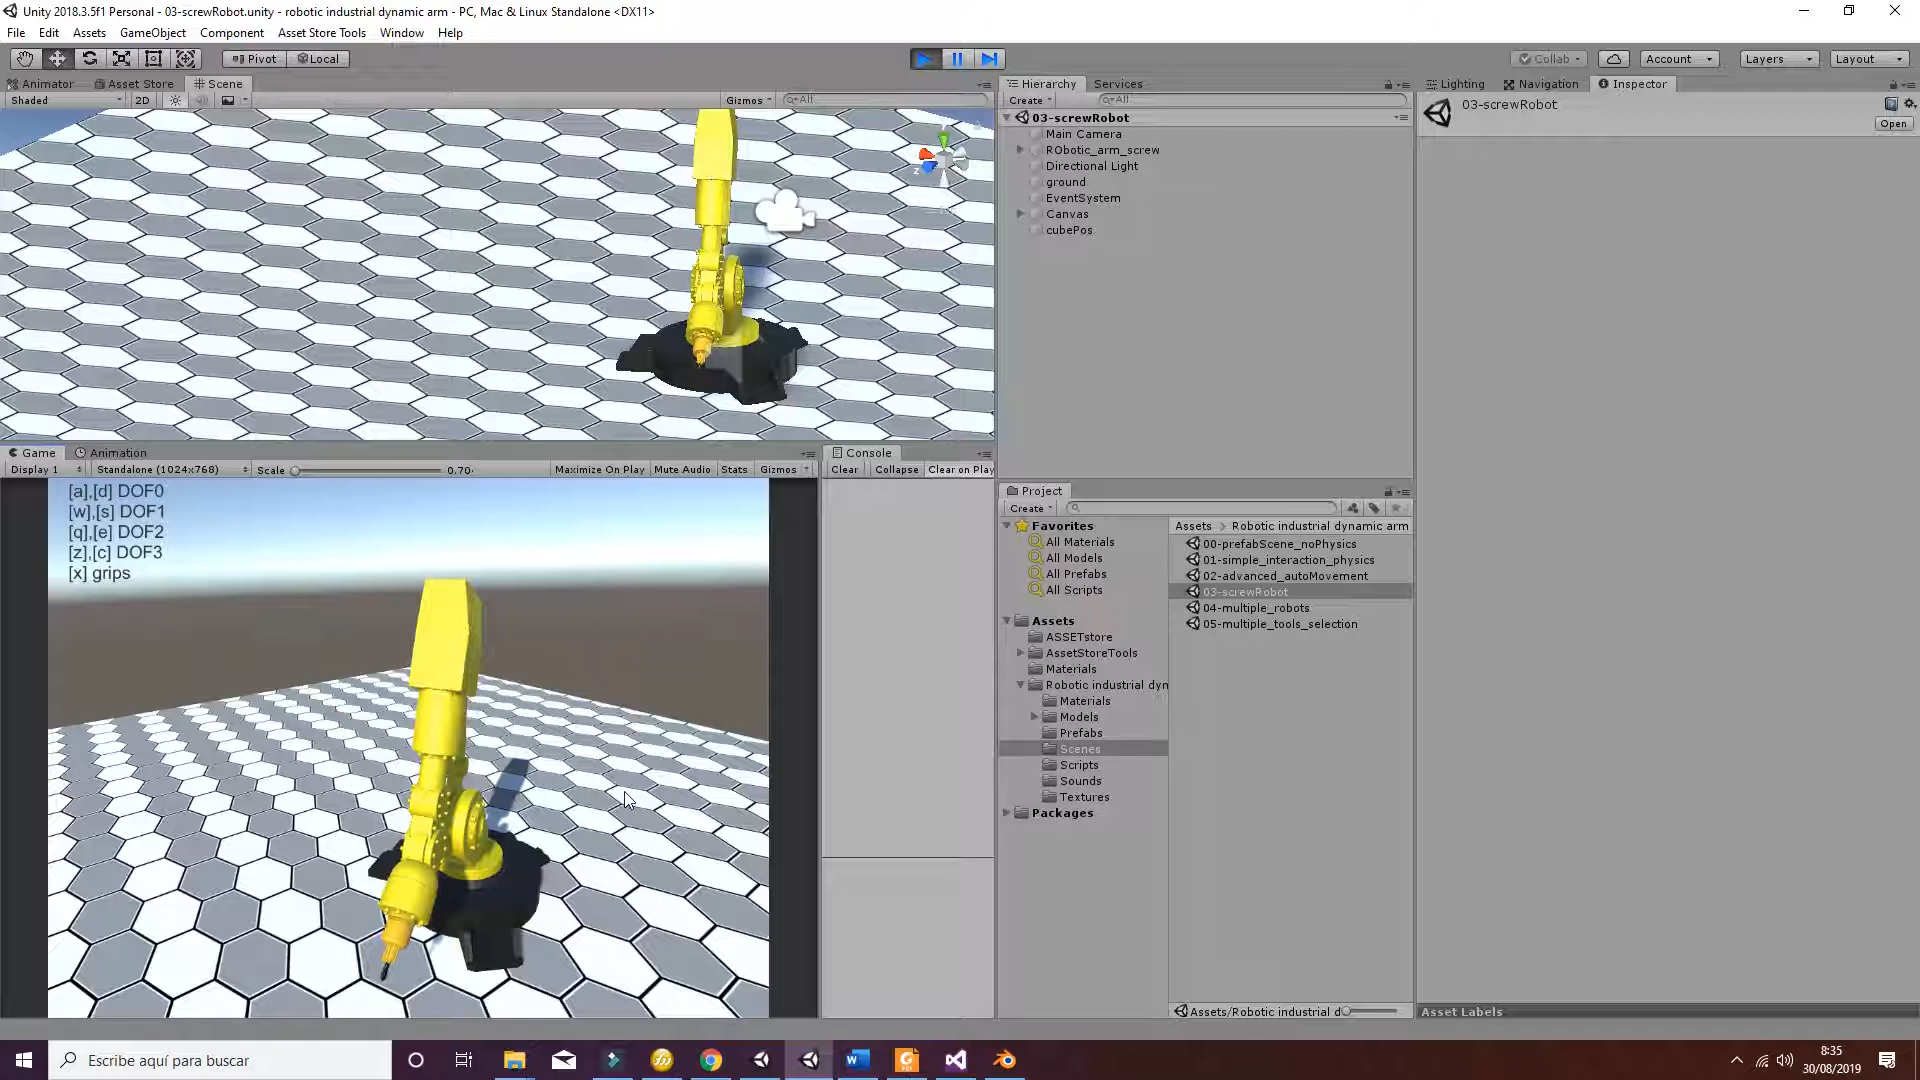 Unity 2018.3.5f1 Personal - 03-screwRobot.unity - robotic industrial dynamic arm - PC, Mac & Linux Standalone <DX11>
File Edit Assets GameObject Component Asset Store Tools Window Help
Pivot Local Collab Account Layers Layout
Animator Asset Store Scene
Shaded 2D Gizmos All
z
Hierarchy Services
Create All
03-screwRobot
Main Camera
RObotic_arm_screw
Directional Light
ground
EventSystem
Canvas
cubePos
Lighting Navigation Inspector
03-screwRobot
Open
Game Animation
Display 1 Standalone (1024x768) Scale 0.70 Maximize On Play Mute Audio Stats Gizmos
[a],[d] DOF0
[w],[s] DOF1
[q],[e] DOF2
[z],[c] DOF3
[x] grips
Console
Clear Collapse Clear on Play
Project
Create
Favorites
All Materials
All Models
All Prefabs
All Scripts
Assets
ASSETstore
AssetStoreTools
Materials
Robotic industrial dyn
Materials
Models
Prefabs
Scenes
Scripts
Sounds
Textures
Packages
Assets > Robotic industrial dynamic arm
00-prefabScene_noPhysics
01-simple_interaction_physics
02-advanced_autoMovement
03-screwRobot
04-multiple_robots
05-multiple_tools_selection
Assets/Robotic industrial d
Asset Labels
Escribe aquí para buscar
8:35
30/08/2019